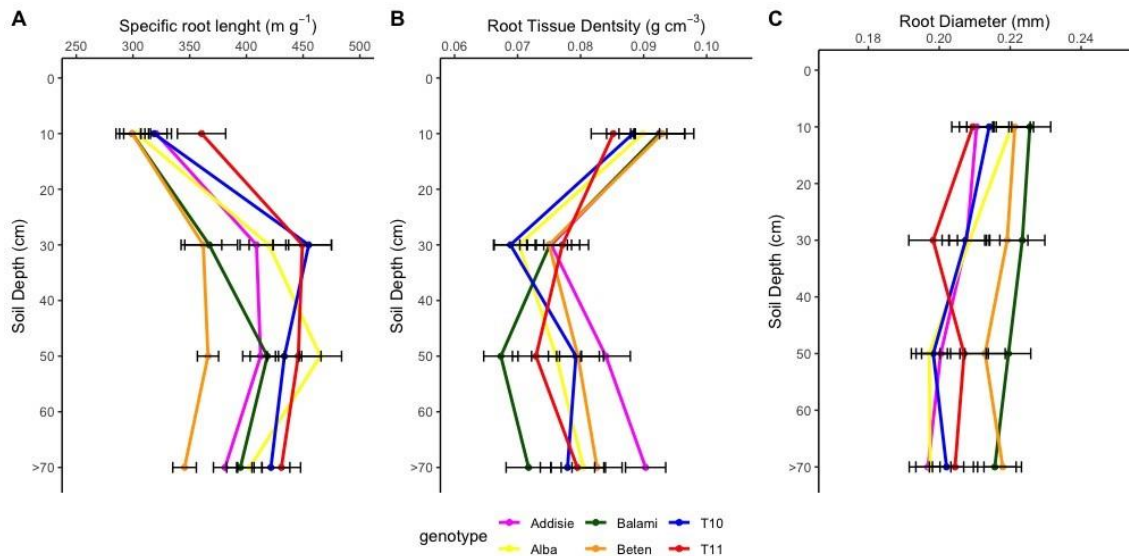 A
Specific root lenght (m g⁻¹)
250 300 350 400 450 500
Soil Depth (cm)
0
10
20
30
40
50
60
>70
B
Root Tissue Dentsity (g cm⁻³)
0.06 0.07 0.08 0.09 0.10
Soil Depth (cm)
0
10
20
30
40
50
60
>70
C
Root Diameter (mm)
0.18 0.20 0.22 0.24
Soil Depth (cm)
0
10
20
30
40
50
60
>70
genotype
Addisie Balami T10
Alba Beten T11